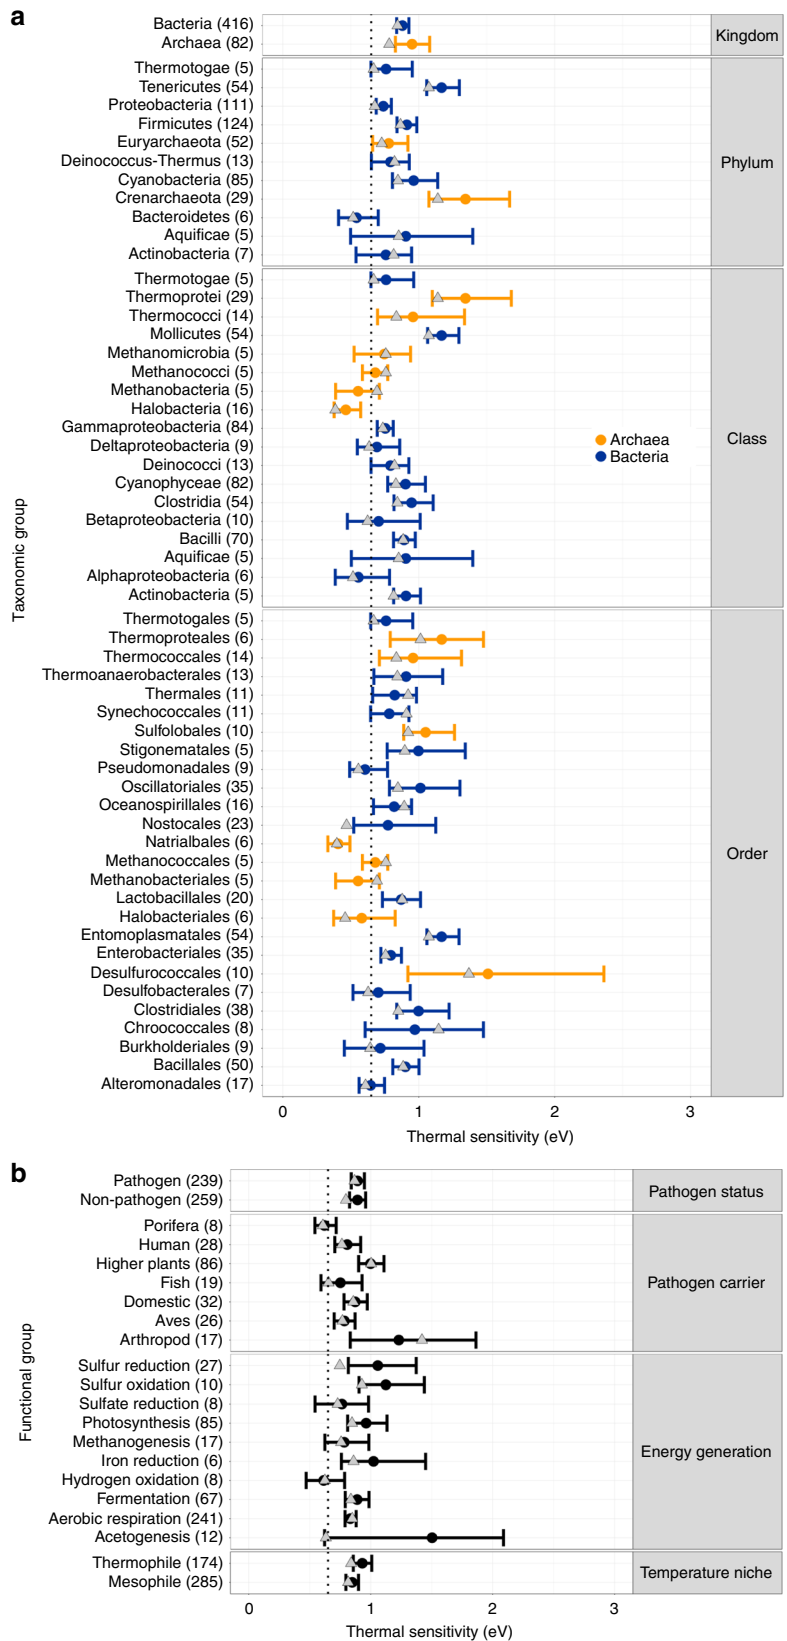 a
Bacteria (416)
Archaea (82)
Kingdom
Thermotogae (5)
Tenericutes (54)
Proteobacteria (111)
Firmicutes (124)
Euryarchaeota (52)
Deinococcus-Thermus (13)
Cyanobacteria (85)
Crenarchaeota (29)
Bacteroidetes (6)
Aquificae (5)
Actinobacteria (7)
Phylum
Thermotogae (5)
Thermoprotei (29)
Thermococci (14)
Mollicutes (54)
Methanomicrobia (5)
Methanococci (5)
Methanobacteria (5)
Halobacteria (16)
Gammaproteobacteria (84)
Deltaproteobacteria (9)
Deinococci (13)
Cyanophyceae (82)
Clostridia (54)
Betaproteobacteria (10)
Bacilli (70)
Aquificae (5)
Alphaproteobacteria (6)
Actinobacteria (5)
Archaea
Bacteria
Class
Thermotogales (5)
Thermoproteales (6)
Thermococcales (14)
Thermoanaerobacterales (13)
Thermales (11)
Synechococcales (11)
Sulfolobales (10)
Stigonematales (5)
Pseudomonadales (9)
Oscillatoriales (35)
Oceanospirillales (16)
Nostocales (23)
Natrialbales (6)
Methanococcales (5)
Methanobacteriales (5)
Lactobacillales (20)
Halobacteriales (6)
Entomoplasmatales (54)
Enterobacteriales (35)
Desulfurococcales (10)
Desulfobacterales (7)
Clostridiales (38)
Chroococcales (8)
Burkholderiales (9)
Bacillales (50)
Alteromonadales (17)
Order
Taxonomic group
0 1 2 3
Thermal sensitivity (eV)
b
Pathogen (239)
Non-pathogen (259)
Pathogen status
Porifera (8)
Human (28)
Higher plants (86)
Fish (19)
Domestic (32)
Aves (26)
Arthropod (17)
Pathogen carrier
Sulfur reduction (27)
Sulfur oxidation (10)
Sulfate reduction (8)
Photosynthesis (85)
Methanogenesis (17)
Iron reduction (6)
Hydrogen oxidation (8)
Fermentation (67)
Aerobic respiration (241)
Acetogenesis (12)
Energy generation
Thermophile (174)
Mesophile (285)
Temperature niche
Functional group
0 1 2 3
Thermal sensitivity (eV)